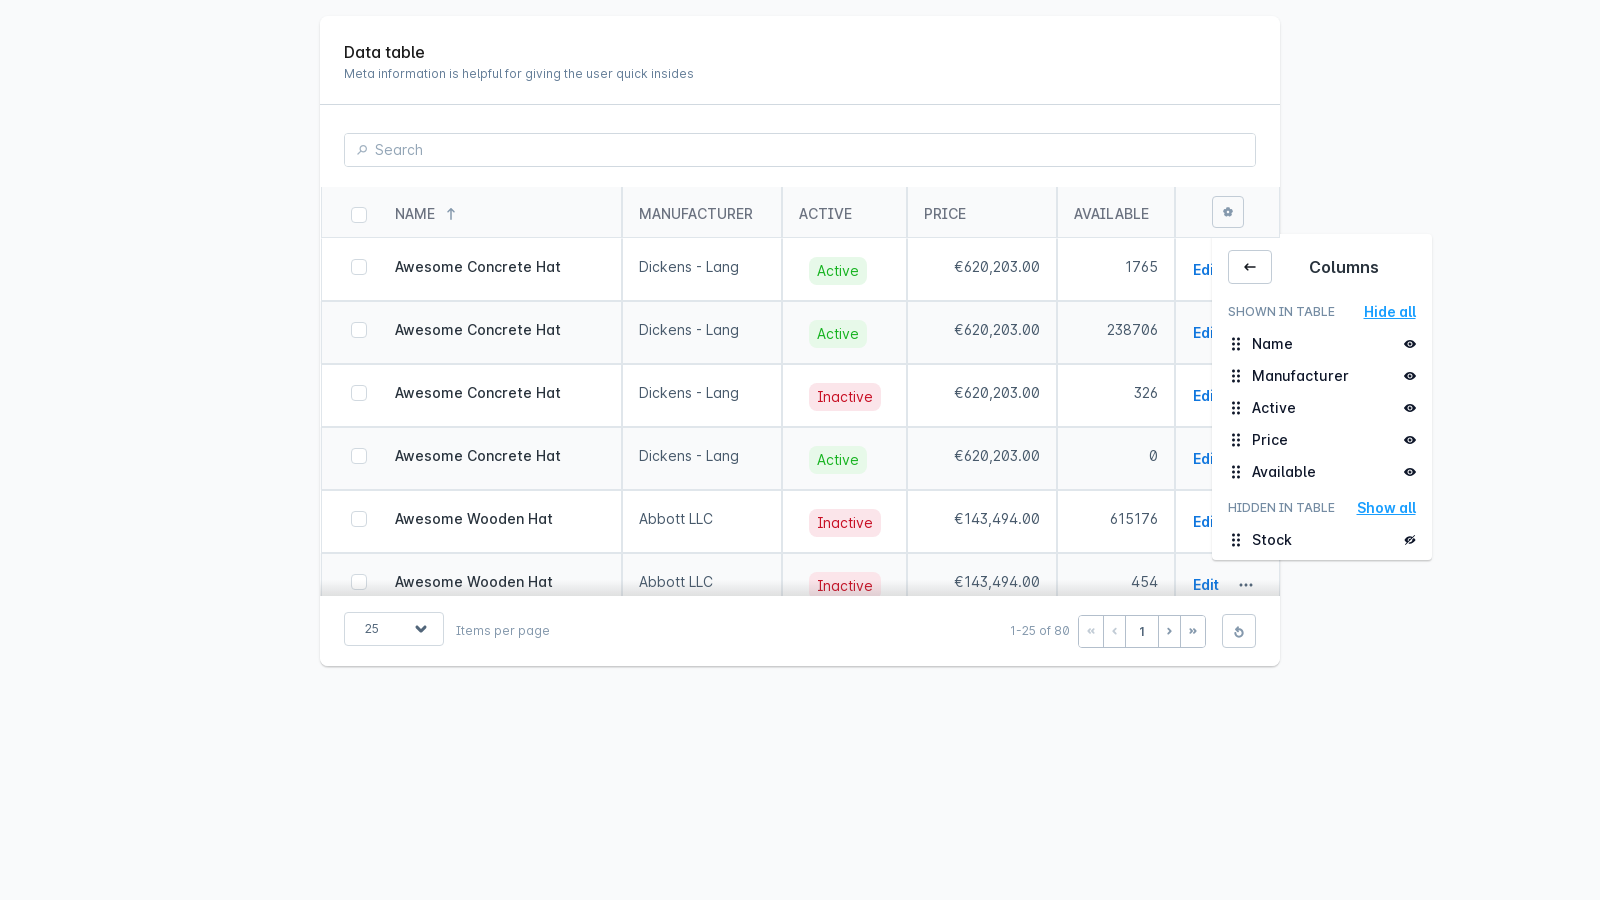 Data table
Meta information is helpful for giving the user quick insides
Search
NAME MANUFACTURER ACTIVE PRICE AVAILABLE
Awesome Concrete Hat Dickens - Lang Active €620,203.00 1765 Edi
Awesome Concrete Hat Dickens - Lang Active €620,203.00 238706 Edi
Awesome Concrete Hat Dickens - Lang Inactive €620,203.00 326 Edi
Awesome Concrete Hat Dickens - Lang Active €620,203.00 0 Edi
Awesome Wooden Hat Abbott LLC Inactive €143,494.00 615176 Edi
Awesome Wooden Hat Abbott LLC Inactive €143,494.00 454 Edit
Columns
SHOWN IN TABLE Hide all
Name
Manufacturer
Active
Price
Available
HIDDEN IN TABLE Show all
Stock
25 Items per page 1-25 of 80 « ‹ 1 › »